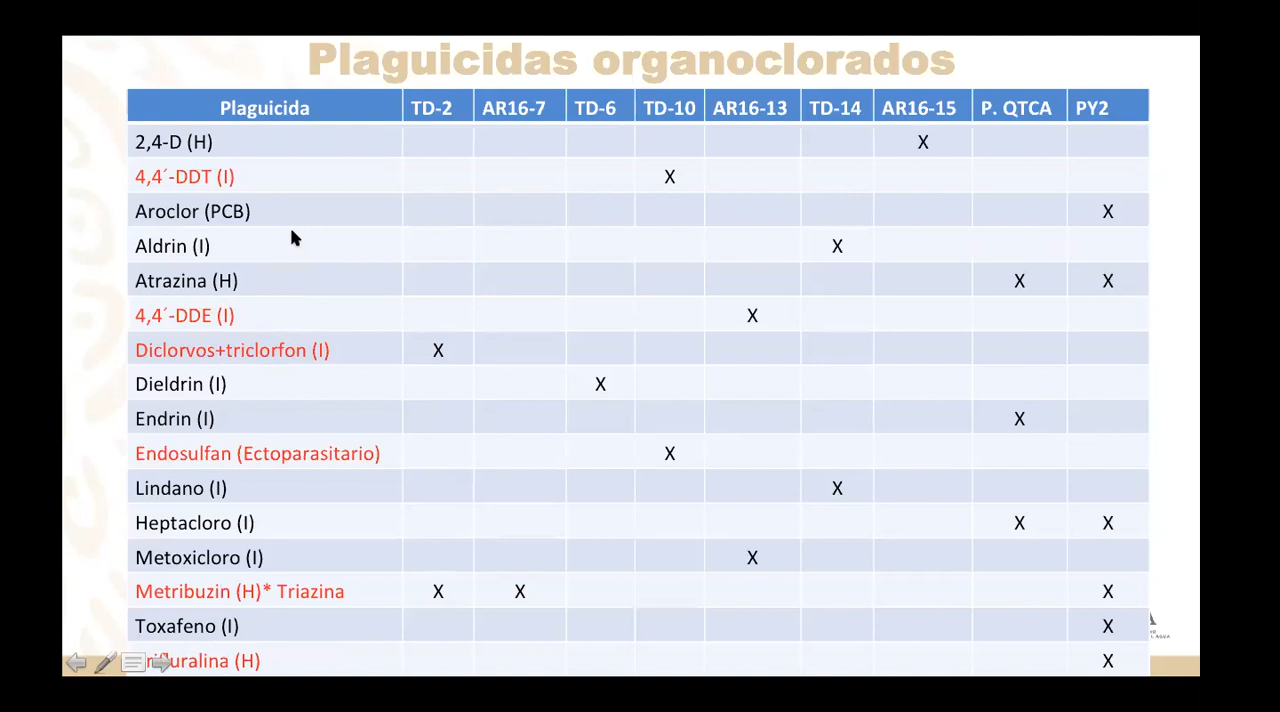 Plaguicidas organoclorados
Plaguicida TD-2 AR16-7 TD-6 TD-10 AR16-13 TD-14 AR16-15 P. QTCA PY2
2,4-D (H) X
4,4´-DDT (I) X
Aroclor (PCB) X
Aldrin (I) X
Atrazina (H) X X
4,4´-DDE (I) X
Diclorvos+triclorfon (I) X
Dieldrin (I) X
Endrin (I) X
Endosulfan (Ectoparasitario) X
Lindano (I) X
Heptacloro (I) X X
Metoxicloro (I) X
Metribuzin (H)* Triazina X X X
Toxafeno (I) X
(H) X